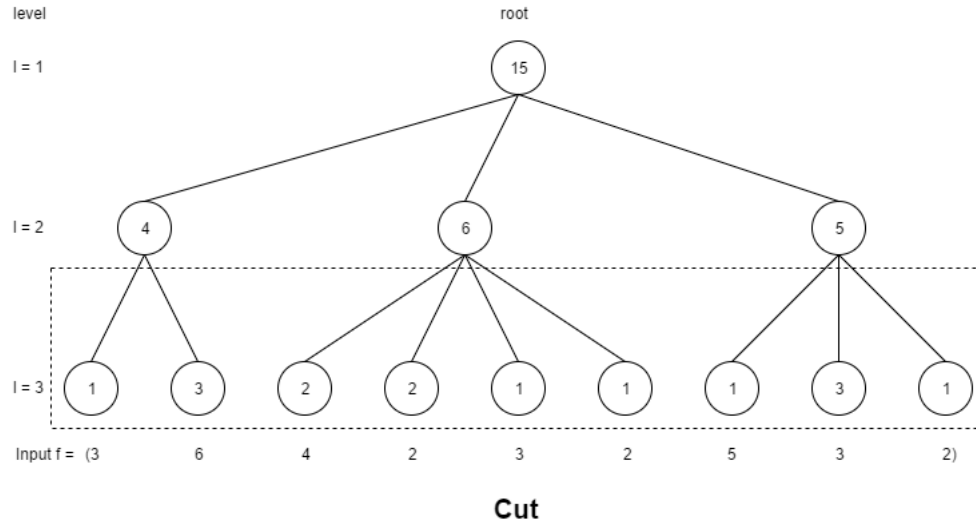 level root
l = 1 15
l = 2 4 6 5
l = 3 1 3 2 2 1 1 1 3 1
Input f = (3 6 4 2 3 2 5 3 2)
Cut